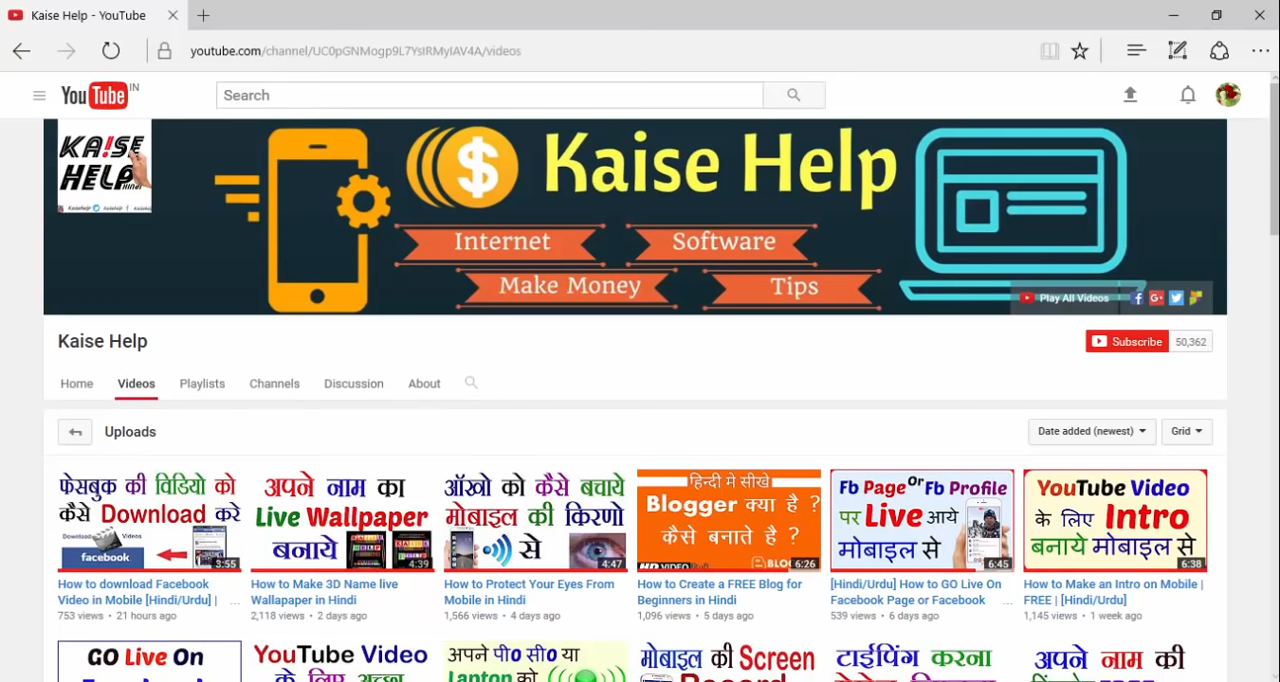 Kaise Help - YouTube
youtube.com/channel/UC0pGNMogp9L7YsIRMyIAV4A/videos
YouTube IN
Search
KA!SE
HELP
Kaise Help
Internet
Software
Make Money
Tips
Play All Videos
Kaise Help
Subscribe 50,362
Home Videos Playlists Channels Discussion About
Uploads
Date added (newest)
Grid
फेसबुक की विडियो को
कैसे Download करे
facebook
3:55
How to download Facebook
Video in Mobile [Hindi/Urdu] | ...
753 views • 21 hours ago
अपने नाम का
Live Wallpaper
बनाये
4:39
How to Make 3D Name live
Wallpaper in Hindi
2,118 views • 2 days ago
आँखो को कैसे बचाये
मोबाइल की किरणो
से
4:47
How to Protect Your Eyes From
Mobile in Hindi
1,566 views • 4 days ago
हिन्दी मे सीखे
Blogger क्या है ?
कैसे बनाते है ?
6:26
How to Create a FREE Blog for
Beginners in Hindi
1,096 views • 5 days ago
Fb Page Or Fb Profile
पर Live आये
मोबाइल से
6:45
[Hindi/Urdu] How to GO Live On
Facebook Page or Facebook ...
539 views • 6 days ago
YouTube Video
के लिए Intro
बनाये मोबाइल से
6:38
How to Make an Intro on Mobile |
FREE | [Hindi/Urdu]
1,145 views • 1 week ago
GO Live On
YouTube Video
अपने पी0 सी0 या
Laptop को
मोबाइल की Screen
टाईपिंग करना
अपने नाम की